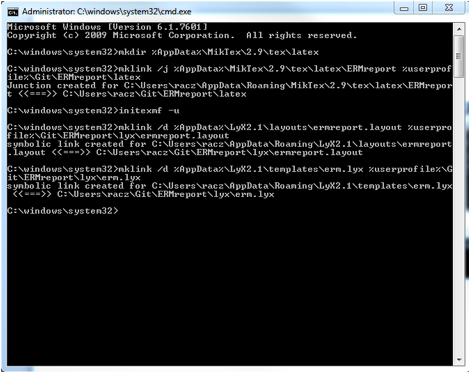 Administrator: C:\windows\system32\cmd.exe
Microsoft Windows [Version 6.1.7601]
Copyright (c) 2009 Microsoft Corporation.  All rights reserved.
C:\windows\system32>mkdir %AppData%\MikTex\2.9\tex\latex
C:\windows\system32>mklink /j %AppData%\MikTex\2.9\tex\latex\ERMreport %userprof
ile%\Git\ERMreport\latex
Junction created for C:\Users\racz\AppData\Roaming\MikTex\2.9\tex\latex\ERMrepor
t <<===>> C:\Users\racz\Git\ERMreport\latex
C:\windows\system32>initexmf -u
C:\windows\system32>mklink /d %AppData%\LyX2.1\layouts\ermreport.layout %userpro
file%\Git\ERMreport\lyx\ermreport.layout
symbolic link created for C:\Users\racz\AppData\Roaming\LyX2.1\layouts\ermreport
.layout <<===>> C:\Users\racz\Git\ERMreport\lyx\ermreport.layout
C:\windows\system32>mklink /d %AppData%\LyX2.1\templates\erm.lyx %userprofile%\G
it\ERMreport\lyx\erm.lyx
symbolic link created for C:\Users\racz\AppData\Roaming\LyX2.1\templates\erm.lyx
 <<===>> C:\Users\racz\Git\ERMreport\lyx\erm.lyx
C:\windows\system32>